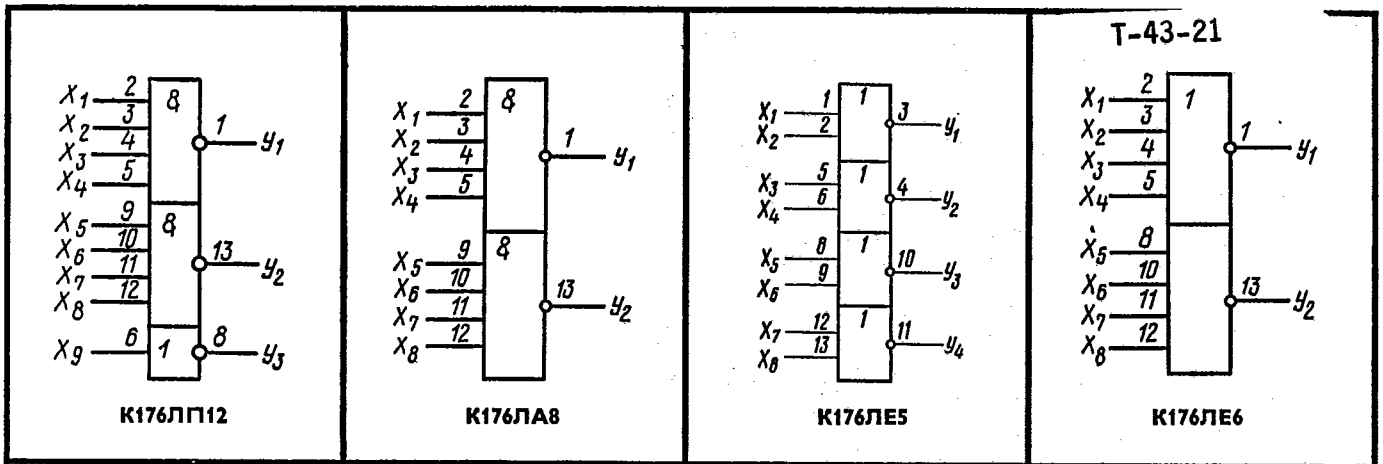 T-43-21
X1 2 & 1 y1
X2 3
X3 4
X4 5
X5 9 & 13 y2
X6 10
X7 11
X8 12
X9 6 1 8 y3
К176ЛП12
X1 2 & 1 y1
X2 3
X3 4
X4 5
X5 9 & 13 y2
X6 10
X7 11
X8 12
К176ЛА8
X1 1 1 3 y1
X2 2
X3 5 1 4 y2
X4 6
X5 8 1 10 y3
X6 9
X7 12 1 11 y4
X8 13
К176ЛЕ5
X1 2 1 1 y1
X2 3
X3 4
X4 5
X5 8 13 y2
X6 10
X7 11
X8 12
К176ЛЕ6